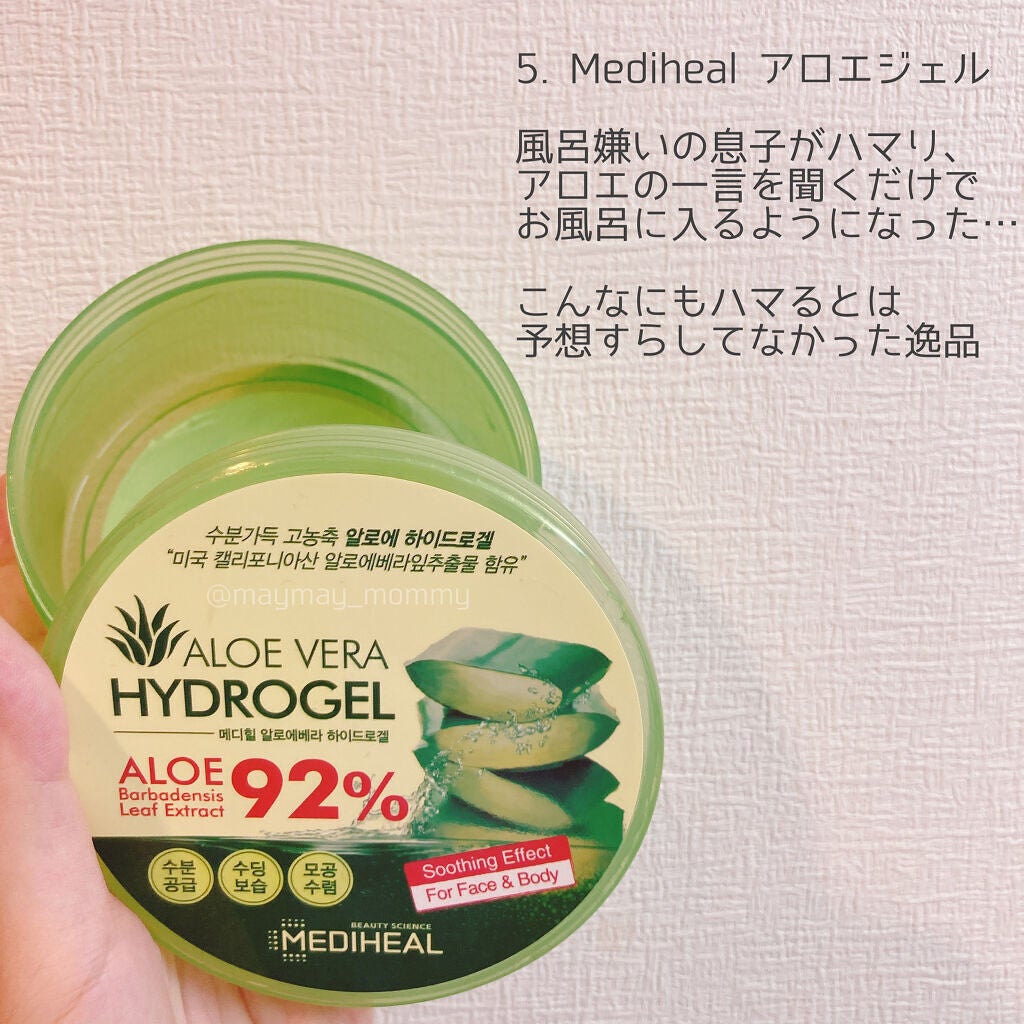 5. Mediheal アロエジェル
風呂嫌いの息子がハマり、
アロエの一言を聞くだけで
お風呂に入るようになった…
こんなにもハマるとは
予想すらしてなかった逸品
수분가득 고농축 알로에 하이드로겔
“미국 캘리포니아산 알로에베라잎추출물 함유”
@maymay_mommy
ALOE VERA
HYDROGEL
메디힐 알로에베라 하이드로겔
ALOE
Barbadensis
Leaf Extract
92%
수분
공급
수딩
보습
모공
수렴
Soothing Effect
For Face & Body
BEAUTY SCIENCE
MEDIHEAL